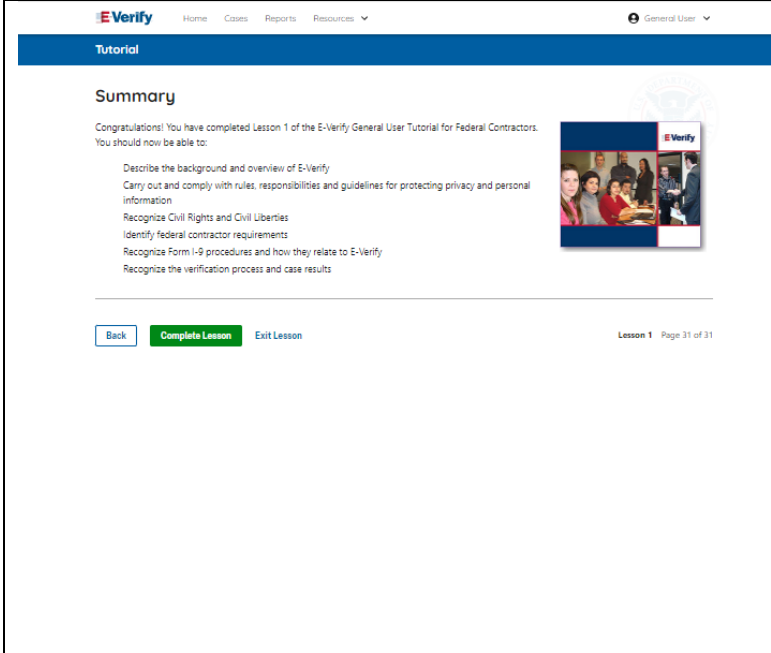 E-Verify
Home Cases Reports Resources
General User
Tutorial
Summary
Congratulations! You have completed Lesson 1 of the E-Verify General User Tutorial for Federal Contractors.
You should now be able to:
Describe the background and overview of E-Verify
Carry out and comply with rules, responsibilities and guidelines for protecting privacy and personal
information
Recognize Civil Rights and Civil Liberties
Identify federal contractor requirements
Recognize Form I-9 procedures and how they relate to E-Verify
Recognize the verification process and case results
E-Verify
Back Complete Lesson Exit Lesson
Lesson 1 Page 31 of 31